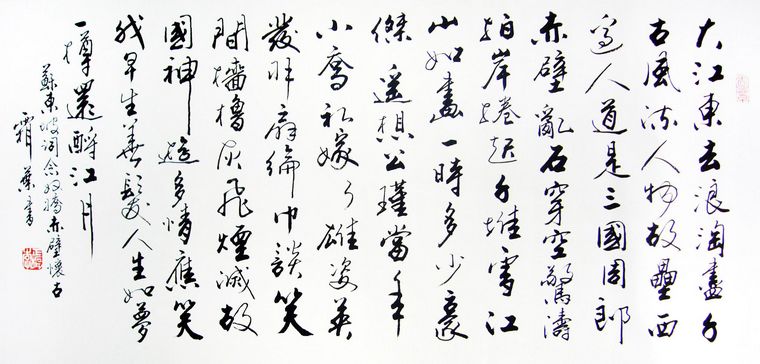 大江東去浪淘盡千
古風流人物故壘西
邊人道是三國周郎
赤壁亂石穿空驚濤
拍岸捲起千堆雪江
山如畫一時多少豪
傑遙想公瑾當年
小喬初嫁了雄姿英
發羽扇綸巾談笑
間檣櫓灰飛煙滅故
國神遊多情應笑
我早生華髮人生如夢
一樽還酹江月
蘇東坡詞念奴嬌赤壁懷古
霜葉書